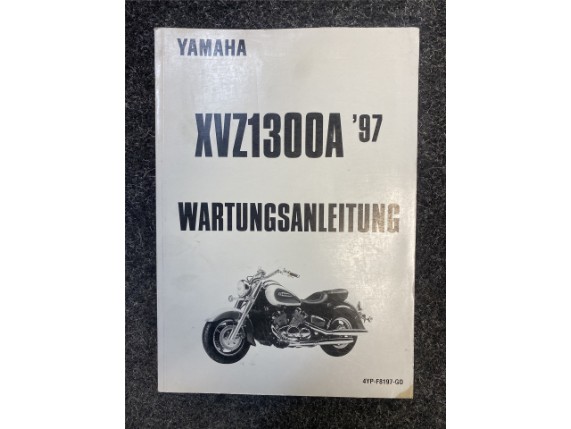 YAMAHA
XVZ1300A '97
WARTUNGSANLEITUNG
4YP-F8197-G0